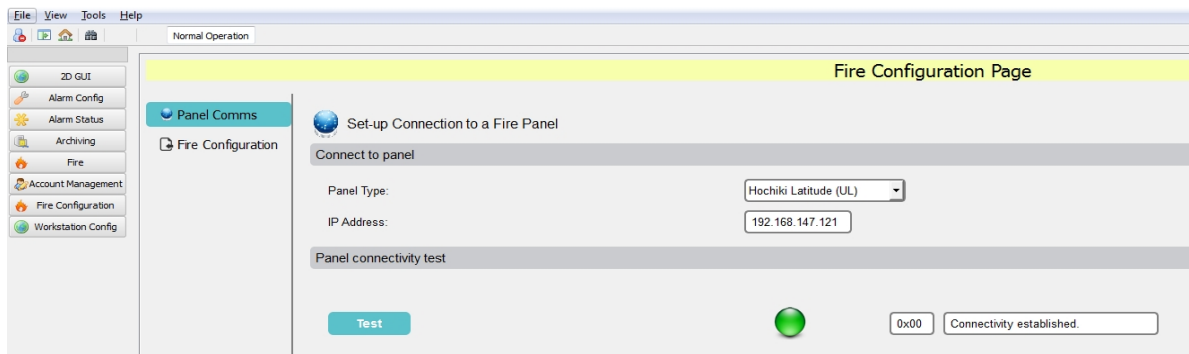 File View Tools Help
Normal Operation
2D GUI
Alarm Config
Alarm Status
Archiving
Fire
Account Management
Fire Configuration
Workstation Config
Fire Configuration Page
Panel Comms
Fire Configuration
Set-up Connection to a Fire Panel
Connect to panel
Panel Type: Hochiki Latitude (UL)
IP Address: 192.168.147.121
Panel connectivity test
Test 0x00 Connectivity established.